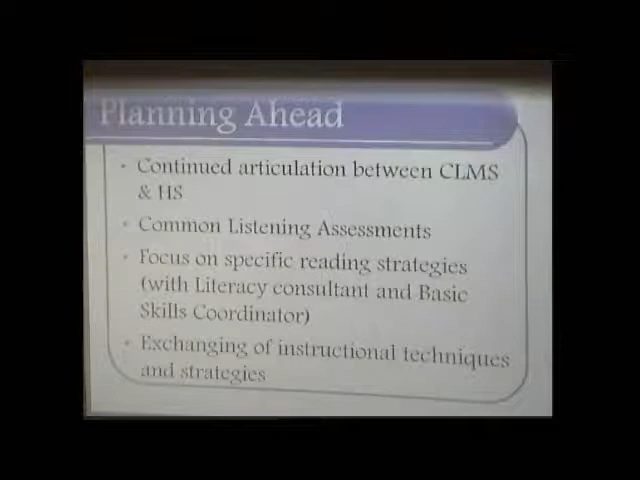 Planning Ahead
• Continued articulation between CLMS
& HS
• Common Listening Assessments
• Focus on specific reading strategies
(with Literacy consultant and Basic
Skills Coordinator)
• Exchanging of instructional techniques
and strategies